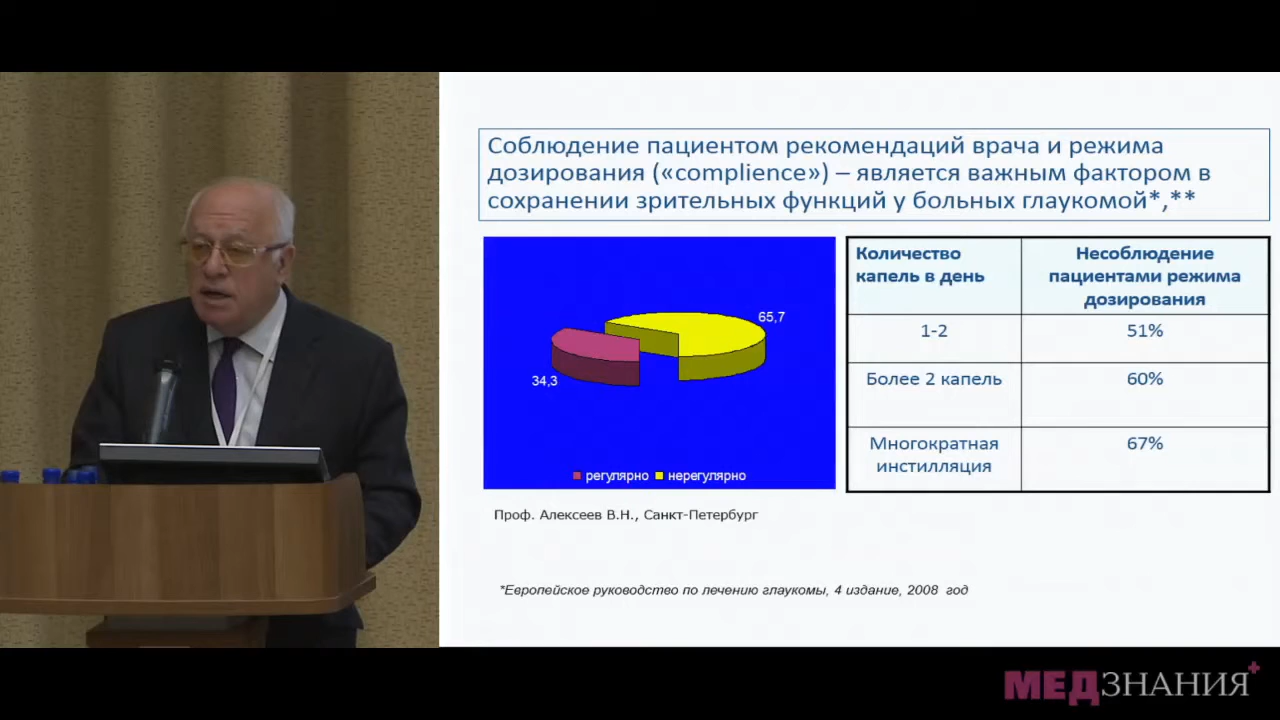 Соблюдение пациентом рекомендаций врача и режима
дозирования («complience») – является важным фактором в
сохранении зрительных функций у больных глаукомой*,**
65,7
34,3
регулярно нерегулярно
Количество
капель в день
Несоблюдение
пациентами режима
дозирования
1-2
51%
Более 2 капель
60%
Многократная
инстилляция
67%
Проф. Алексеев В.Н., Санкт-Петербург
*Европейское руководство по лечению глаукомы, 4 издание, 2008 год
МЕДЗНАНИЯ+